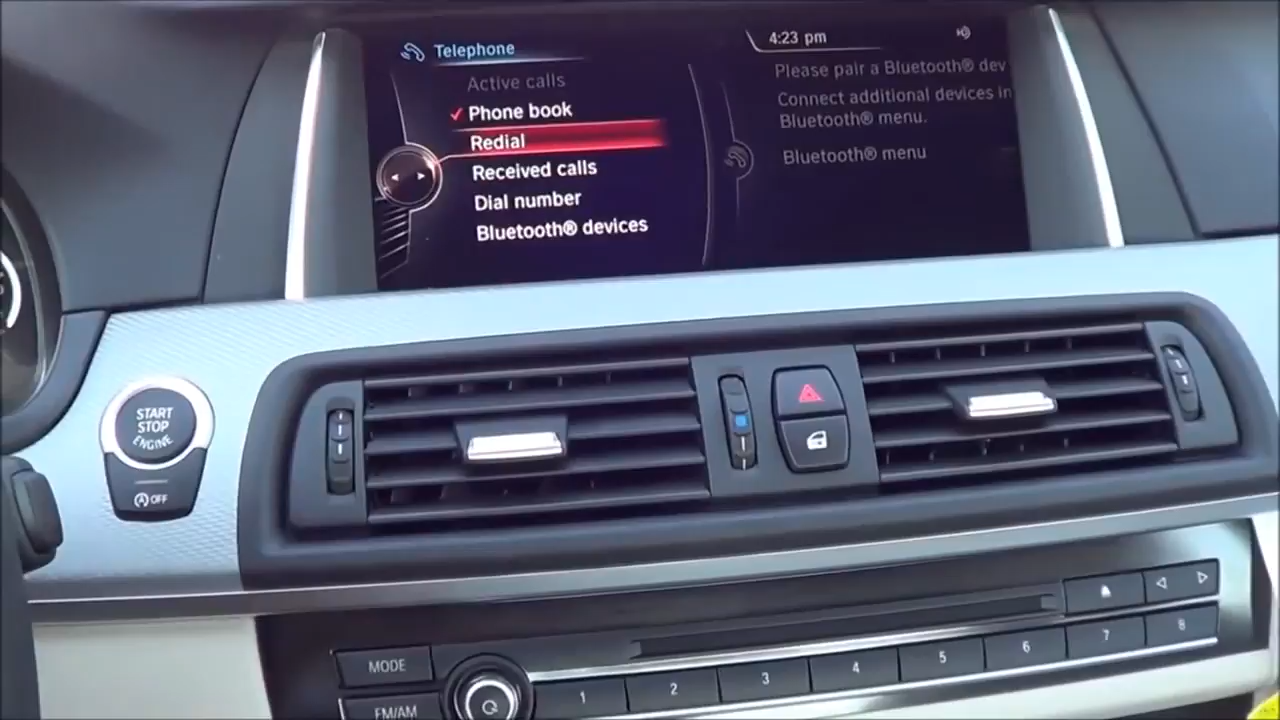 Telephone
4:23 pm
Active calls
Phone book
Redial
Received calls
Dial number
Bluetooth® devices
Please pair a Bluetooth® dev
Connect additional devices in
Bluetooth® menu.
Bluetooth® menu
START
STOP
ENGINE
A OFF
MODE
FM/AM
1 2 3 4 5 6 7 8